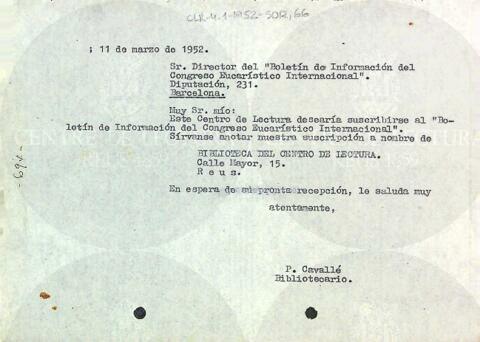 CLR-4.1-1952-SOR,66
; 11 de marzo de 1952.
Sr. Director del "Boletín de Información del
Congreso Eucarístico Internacional".
Diputación, 231.
Barcelona.
Muy Sr. mío:
Este Centro de Lectura desearía suscribirse al "Bo-
letín de Información del Congreso Eucarístico Internacional".
Sírvanse anotar nuestra suscripción a nombre de
BIBLIOTECA DEL CENTRO DE LECTURA.
Calle Mayor, 15.
R e u s.
En espera de su pronta recepción, le saluda muy
atentamente,
P. Cavallé
Bibliotecario.
-694-